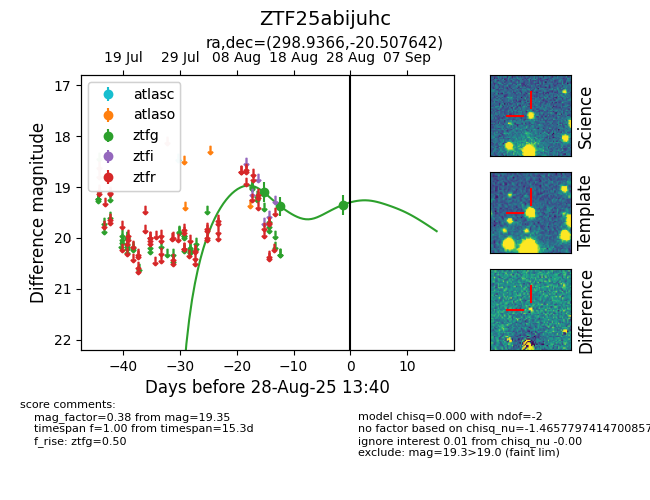 ZTF25abijuhc
ra,dec=(298.9366,-20.507642)
19 Jul 29 Jul 08 Aug 18 Aug 28 Aug 07 Sep
17
18
19
20
21
22
Difference magnitude
atlasc
atlaso
ztfg
ztfi
ztfr
−40 −30 −20 −10 0 10
Days before 28-Aug-25 13:40
Science
Template
Difference
score comments:
mag_factor=0.38 from mag=19.35
timespan f=1.00 from timespan=15.3d
f_rise: ztfg=0.50
model chisq=0.000 with ndof=-2
no factor based on chisq_nu=-1.4657797414700857
ignore interest 0.01 from chisq_nu -0.00
exclude: mag=19.3>19.0 (faint lim)